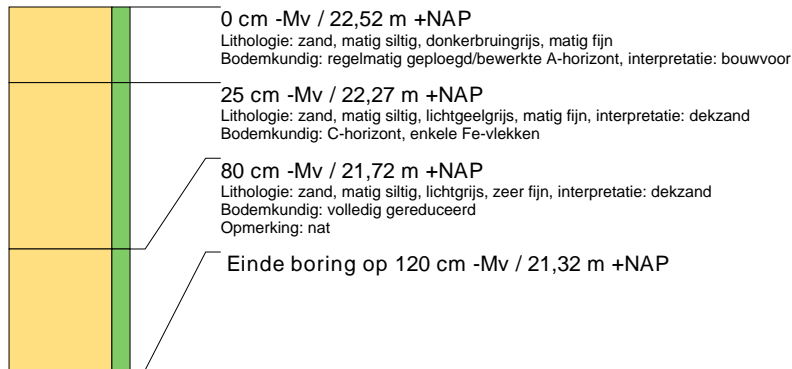 0 cm -Mv / 22,52 m +NAP
Lithologie: zand, matig siltig, donkerbruingrijs, matig fijn
Bodemkundig: regelmatig geploegd/bewerkte A-horizont, interpretatie: bouwvoor
25 cm -Mv / 22,27 m +NAP
Lithologie: zand, matig siltig, lichtgeelgrijs, matig fijn, interpretatie: dekzand
Bodemkundig: C-horizont, enkele Fe-vlekken
80 cm -Mv / 21,72 m +NAP
Lithologie: zand, matig siltig, lichtgrijs, zeer fijn, interpretatie: dekzand
Bodemkundig: volledig gereduceerd
Opmerking: nat
Einde boring op 120 cm -Mv / 21,32 m +NAP